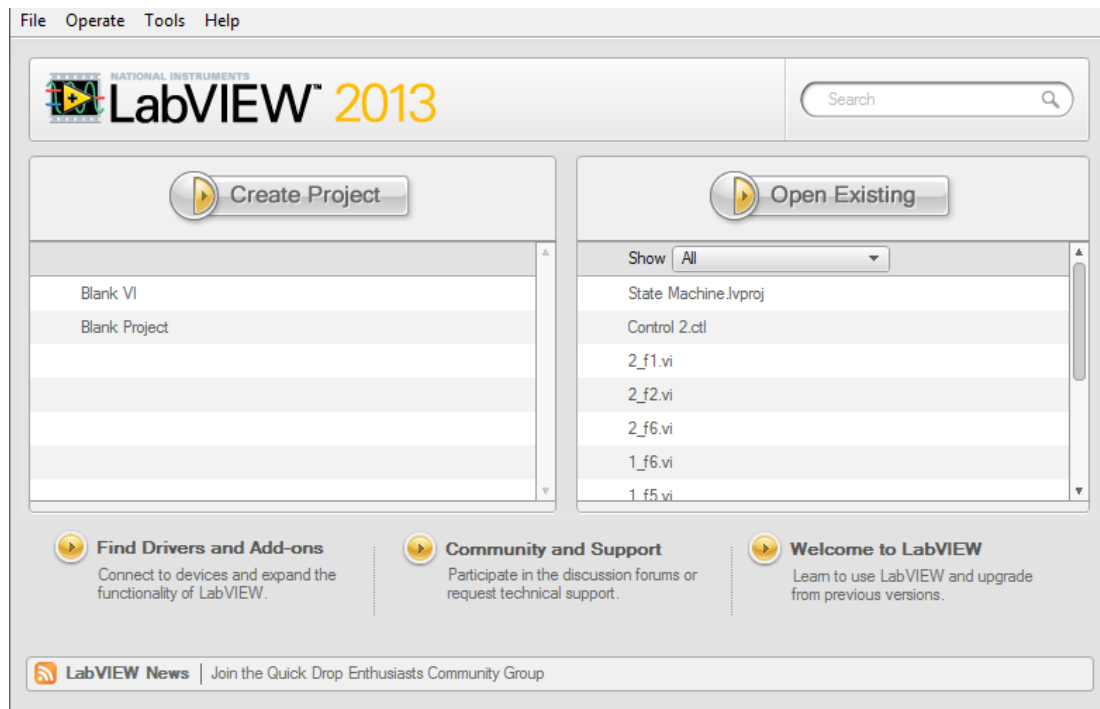 File Operate Tools Help
NATIONAL INSTRUMENTS
LabVIEW™ 2013
Search
Create Project
Blank VI
Blank Project
Open Existing
Show All
State Machine.lvproj
Control 2.ctl
2_f1.vi
2_f2.vi
2_f6.vi
1_f6.vi
1_f5.vi
Find Drivers and Add-ons
Connect to devices and expand the
functionality of LabVIEW.
Community and Support
Participate in the discussion forums or
request technical support.
Welcome to LabVIEW
Learn to use LabVIEW and upgrade
from previous versions.
LabVIEW News | Join the Quick Drop Enthusiasts Community Group